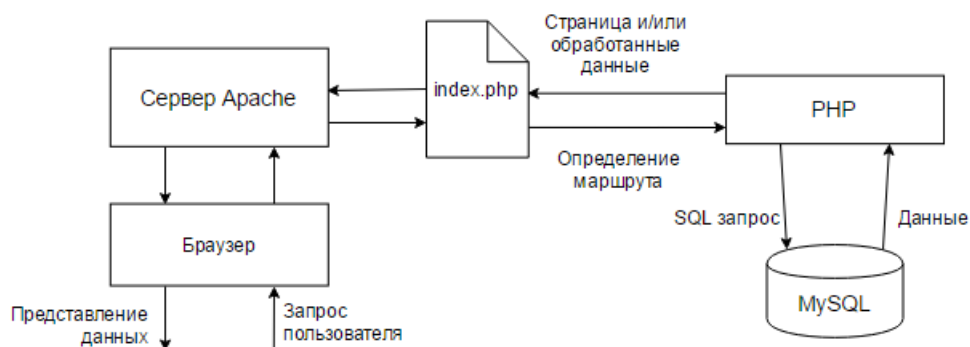 Страница и/или
обработанные
данные
Сервер Apache
index.php
PHP
Определение
маршрута
SQL запрос
Данные
Браузер
MySQL
Представление
данных
Запрос
пользователя